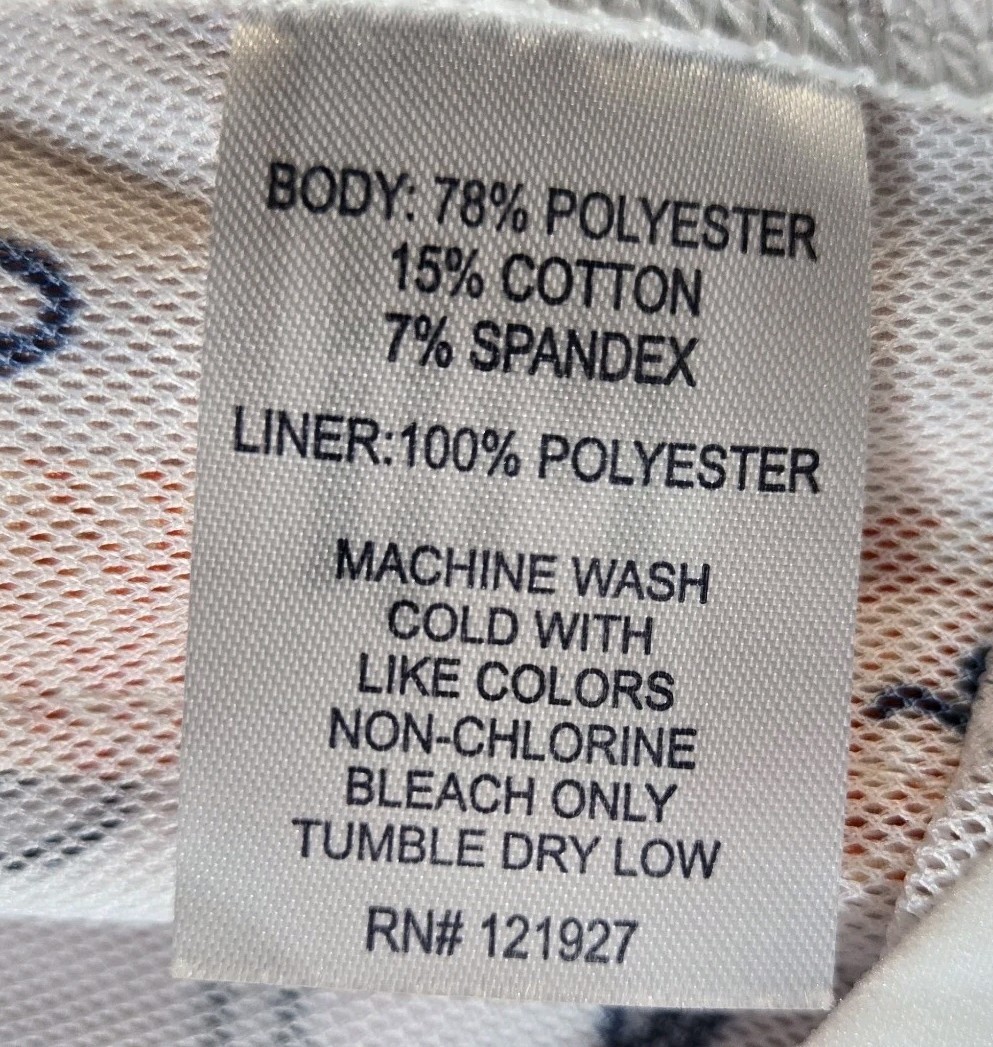 BODY: 78% POLYESTER
15% COTTON
7% SPANDEX
LINER:100% POLYESTER
MACHINE WASH
COLD WITH
LIKE COLORS
NON-CHLORINE
BLEACH ONLY
TUMBLE DRY LOW
RN# 121927